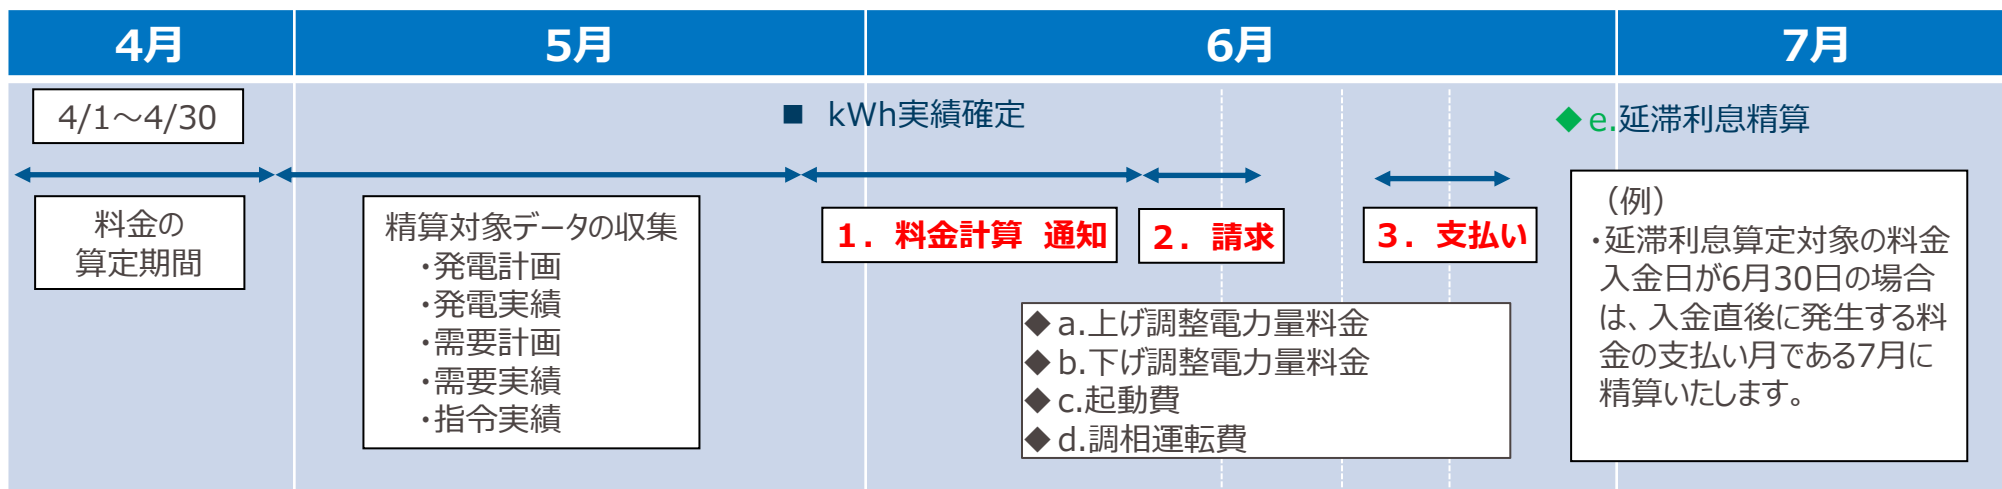 4月
5月
6月
7月
4/1～4/30
■ kWh実績確定
◆e.延滞利息精算
料金の
算定期間
精算対象データの収集
・発電計画
・発電実績
・需要計画
・需要実績
・指令実績
1．料金計算 通知
2．請求
3．支払い
◆a.上げ調整電力量料金
◆b.下げ調整電力量料金
◆c.起動費
◆d.調相運転費
（例）
・延滞利息算定対象の料金
入金日が6月30日の場合
は、入金直後に発生する料
金の支払い月である7月に
精算いたします。